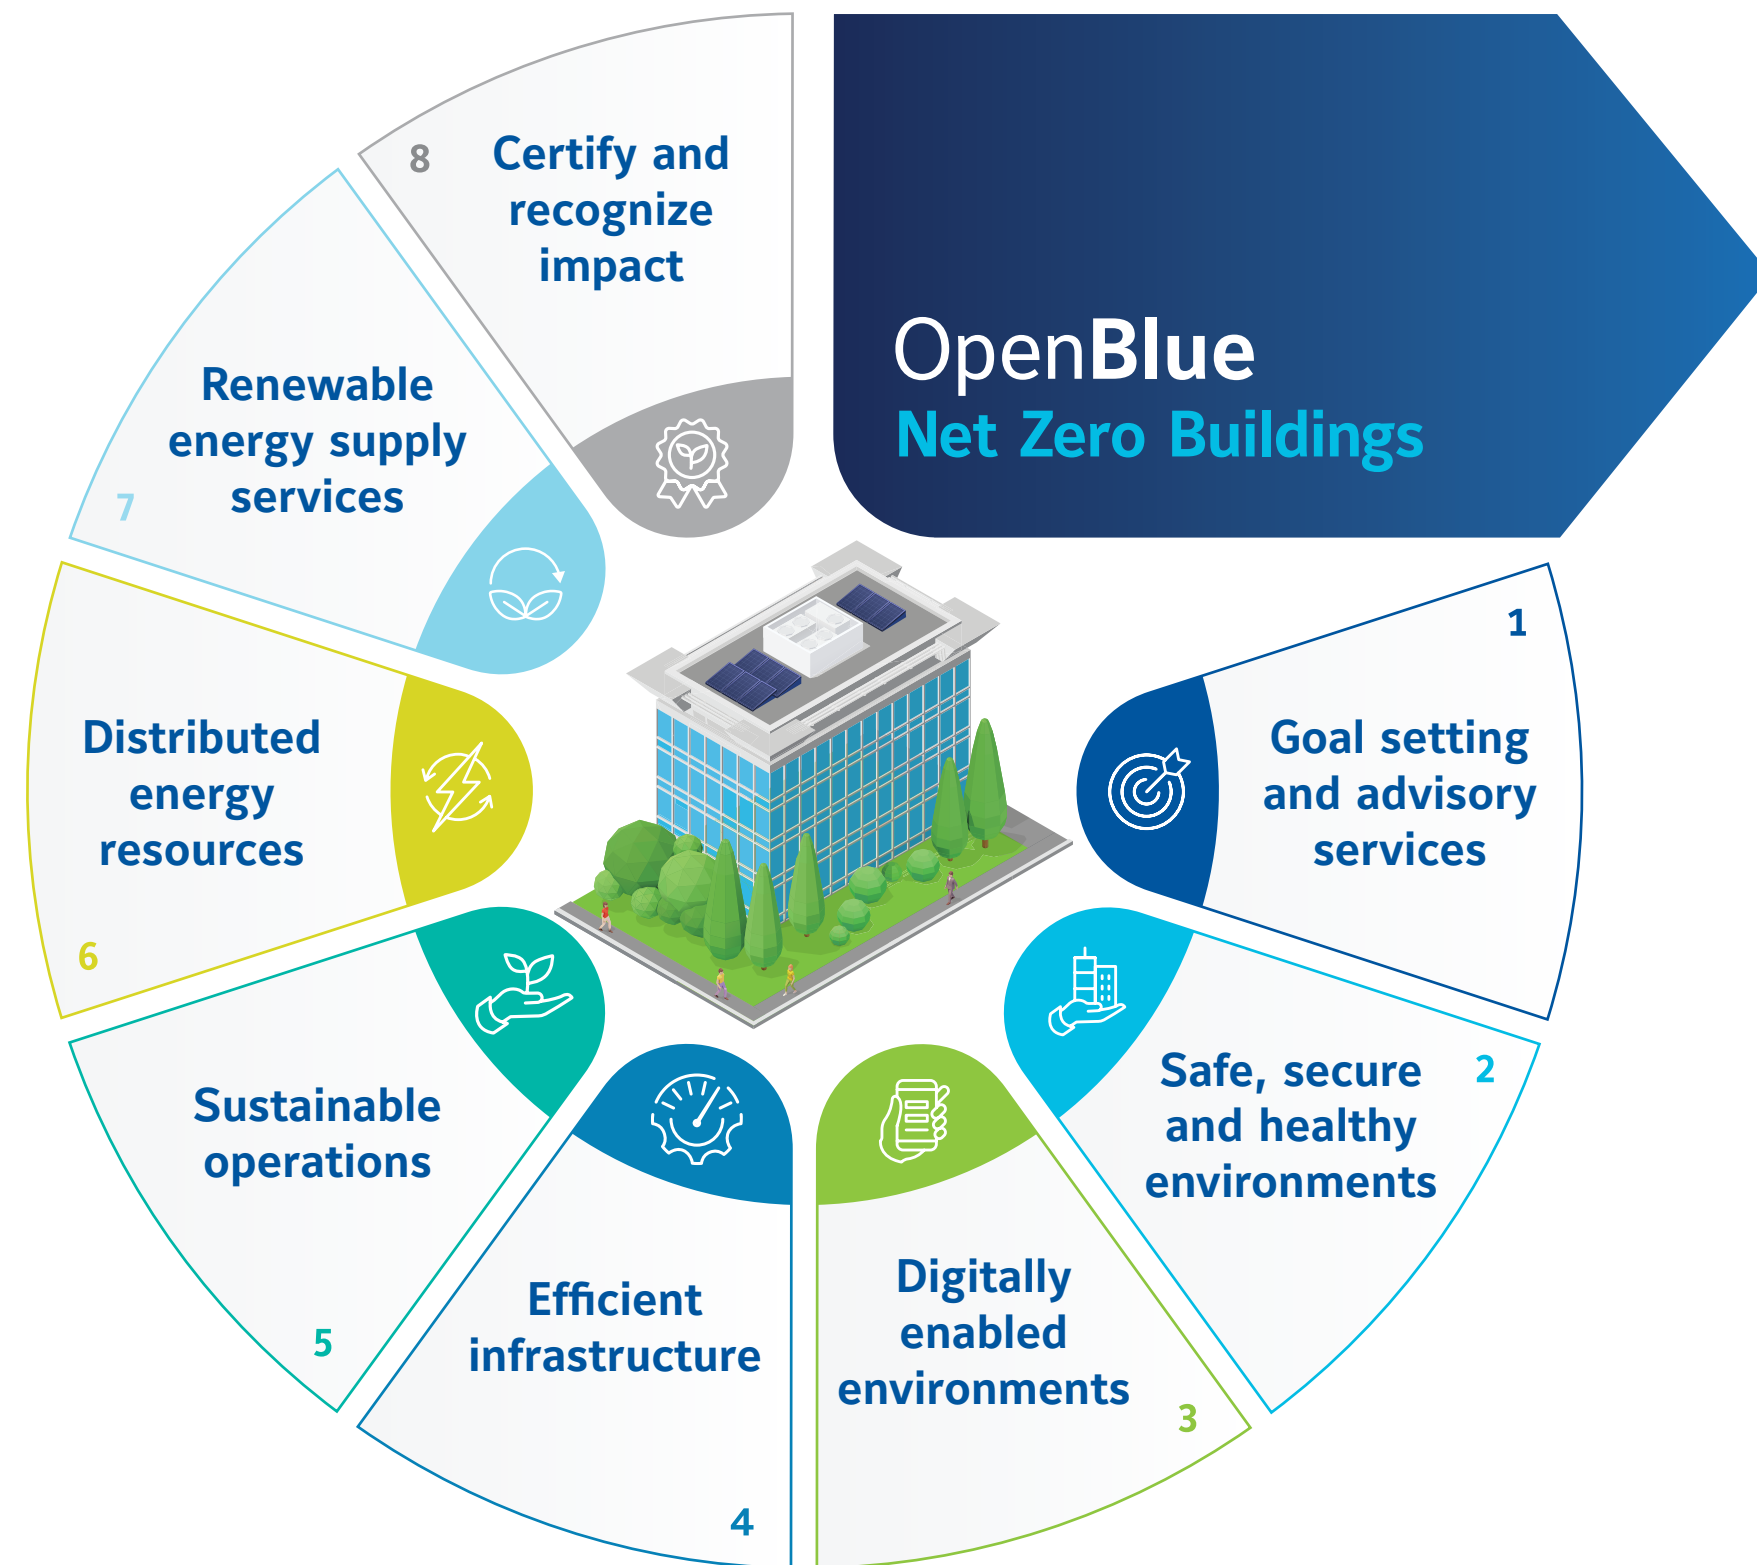 OpenBlue
Net Zero Buildings
1
Goal setting
and advisory
services
2
Safe, secure
and healthy
environments
3
Digitally
enabled
environments
4
Efficient
infrastructure
5
Sustainable
operations
6
Distributed
energy
resources
7
Renewable
energy supply
services
8
Certify and
recognize
impact